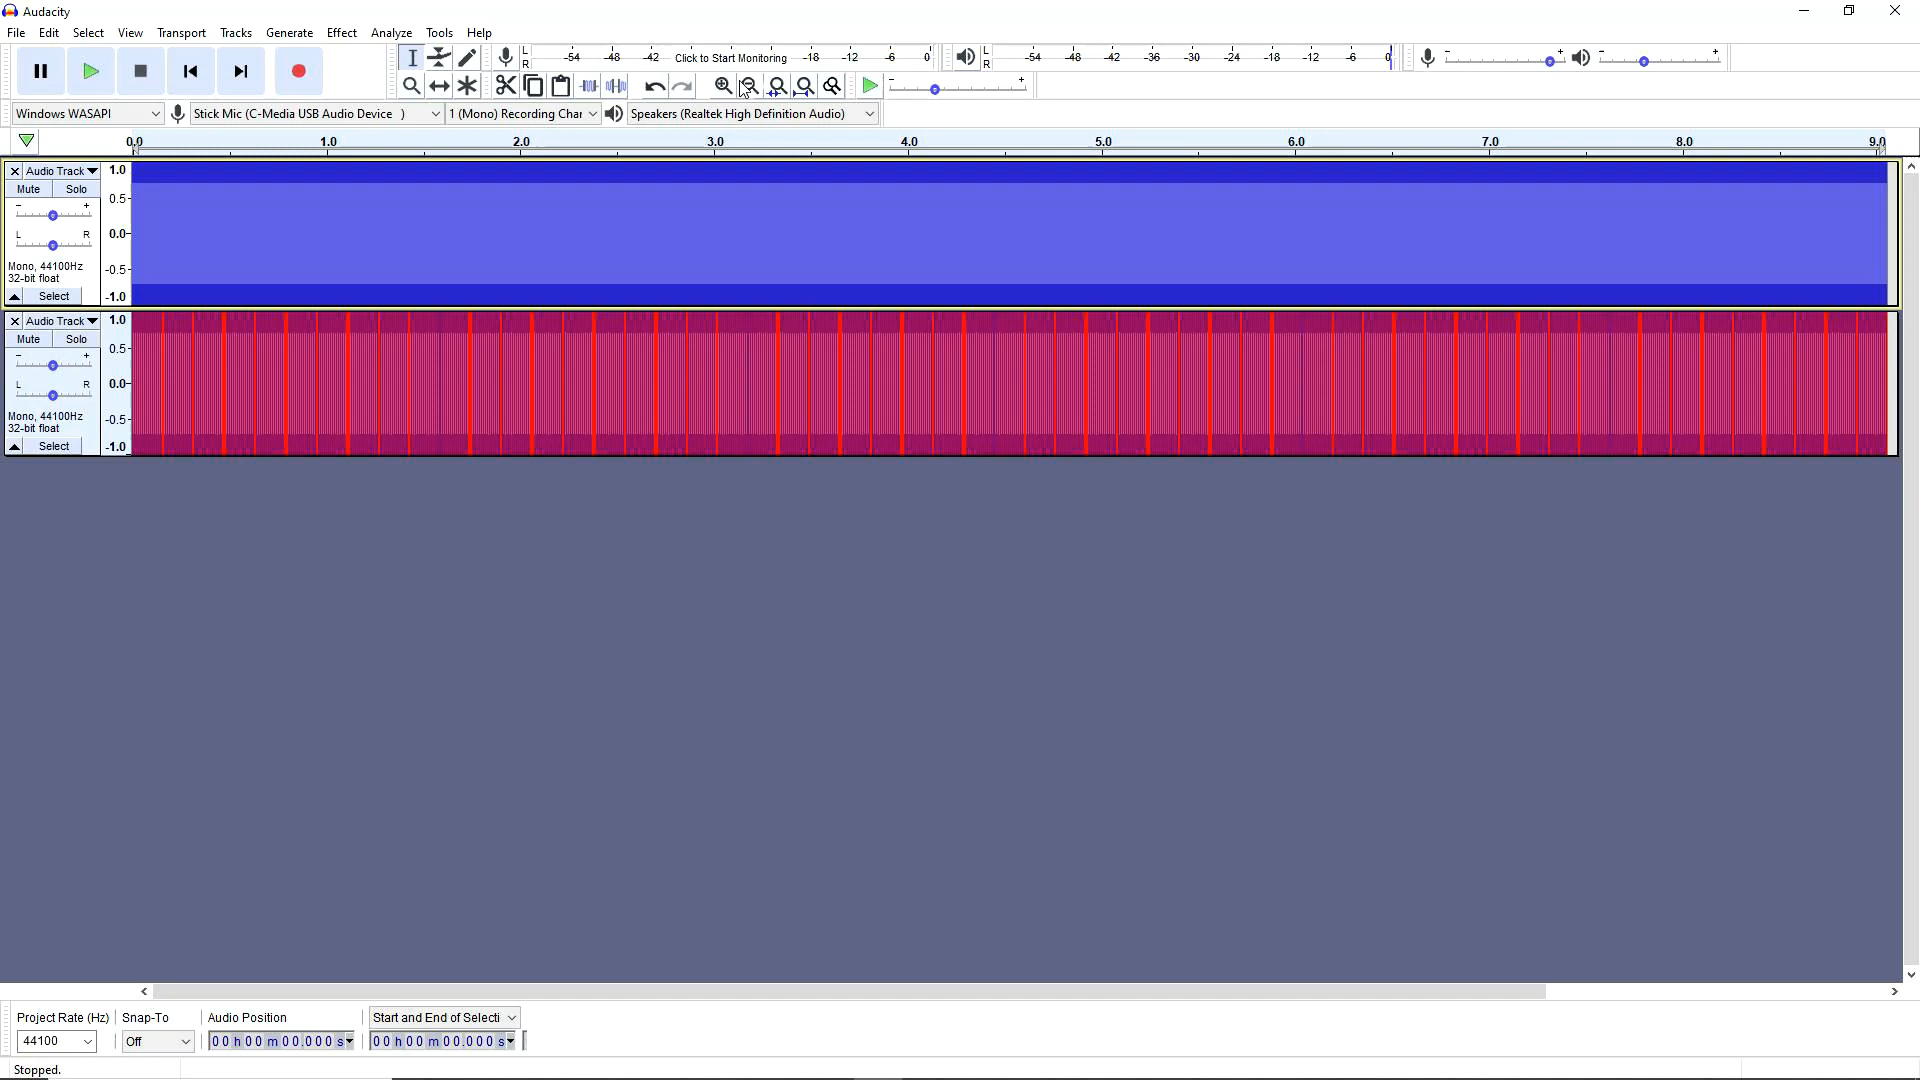 Audacity
File Edit Select View Transport Tracks Generate Effect Analyze Tools Help
L R -54 -48 -42 Click to Start Monitoring -18 -12 -6 0 L R -54 -48 -42 -36 -30 -24 -18 -12 -6 0 - + - +
- +
Windows WASAPI Stick Mic (C-Media USB Audio Device ) 1 (Mono) Recording Char Speakers (Realtek High Definition Audio)
0.0 1.0 2.0 3.0 4.0 5.0 6.0 7.0 8.0 9.0
Audio Track 1.0
Mute Solo
- + 0.5
L R 0.0
Mono, 44100Hz -0.5
32-bit float
Select -1.0
Audio Track 1.0
Mute Solo
- + 0.5
L R 0.0
Mono, 44100Hz -0.5
32-bit float
Select -1.0
Project Rate (Hz) Snap-To Audio Position Start and End of Selecti
44100 Off 00 h 00 m 00.000 s 00 h 00 m 00.000 s
Stopped.